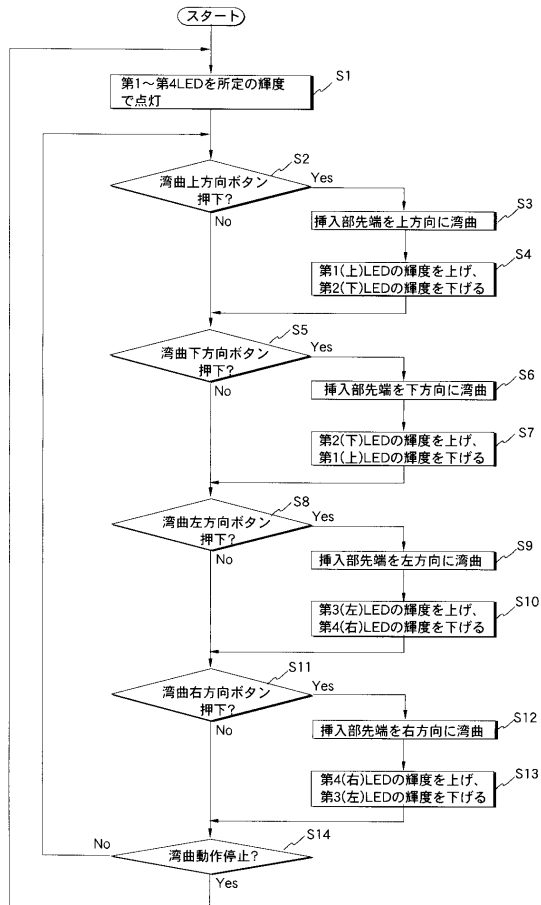 スタート
S1
第1〜第4LEDを所定の輝度
で点灯
S2
湾曲上方向ボタン
押下?
Yes
No
S3
挿入部先端を上方向に湾曲
S4
第1(上)LEDの輝度を上げ、
第2(下)LEDの輝度を下げる
S5
湾曲下方向ボタン
押下?
Yes
No
S6
挿入部先端を下方向に湾曲
S7
第2(下)LEDの輝度を上げ、
第1(上)LEDの輝度を下げる
S8
湾曲左方向ボタン
押下?
Yes
No
S9
挿入部先端を左方向に湾曲
S10
第3(左)LEDの輝度を上げ、
第4(右)LEDの輝度を下げる
S11
湾曲右方向ボタン
押下?
Yes
No
S12
挿入部先端を右方向に湾曲
S13
第4(右)LEDの輝度を上げ、
第3(左)LEDの輝度を下げる
S14
湾曲動作停止?
No
Yes